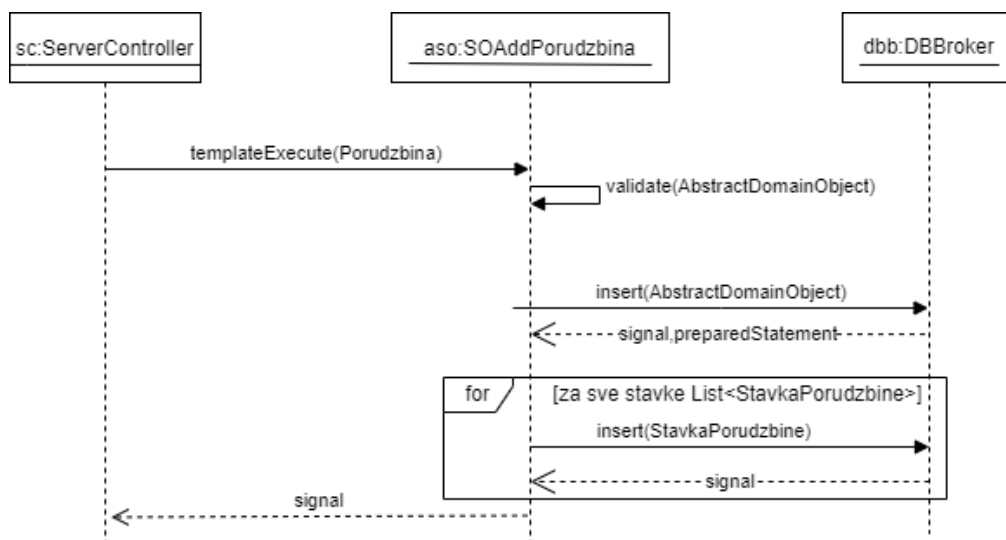 sc:ServerController
aso:SOAddPorudzbina
dbb:DBBroker
templateExecute(Porudzbina)
validate(AbstractDomainObject)
insert(AbstractDomainObject)
signal,preparedStatement
for
[za sve stavke List<StavkaPorudzbine>]
insert(StavkaPorudzbine)
signal
signal